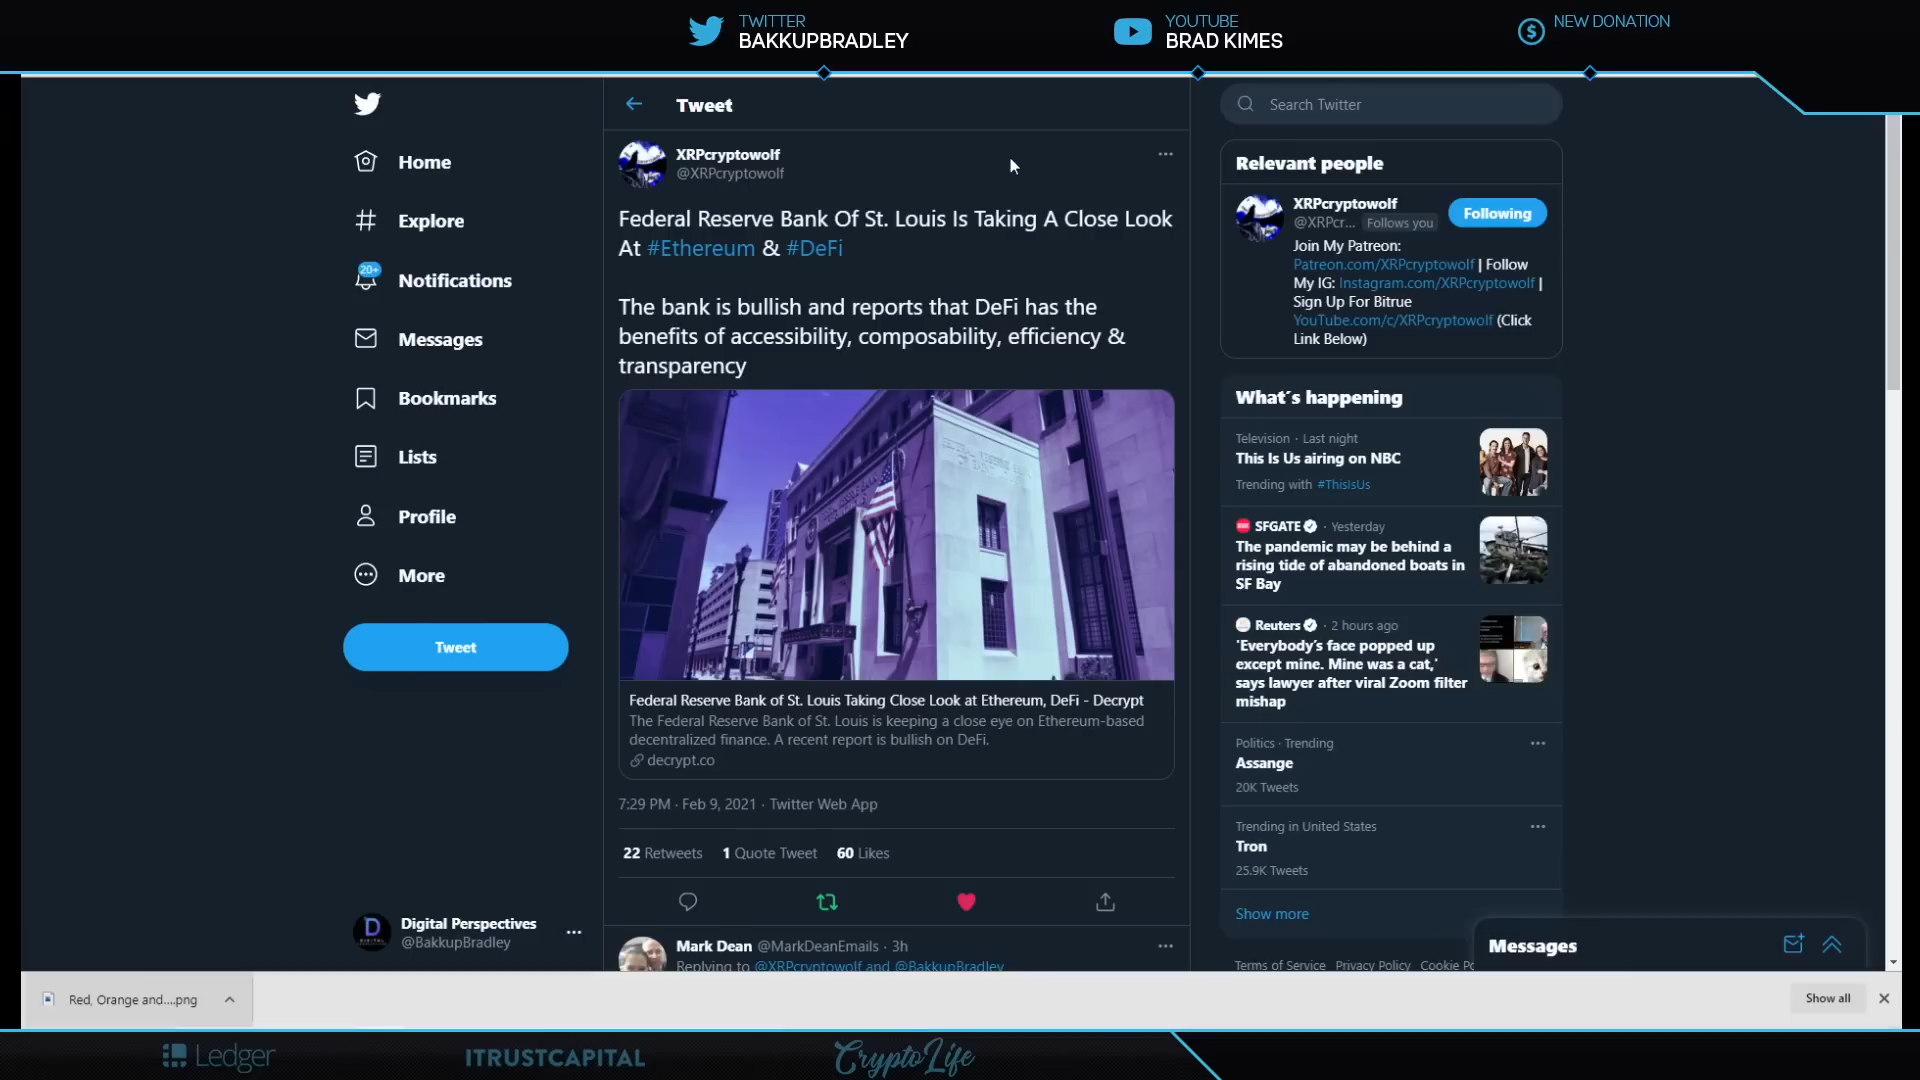 TWITTER
BAKKUPBRADLEY
YOUTUBE
BRAD KIMES
NEW DONATION
Home
Explore
20+
Notifications
Messages
Bookmarks
Lists
Profile
More
Tweet
Digital Perspectives
@BakkupBradley
Tweet
XRPcryptowolf
@XRPcryptowolf
Federal Reserve Bank Of St. Louis Is Taking A Close Look
At #Ethereum & #DeFi
The bank is bullish and reports that DeFi has the
benefits of accessibility, composability, efficiency &
transparency
Federal Reserve Bank of St. Louis Taking Close Look at Ethereum, DeFi - Decrypt
The Federal Reserve Bank of St. Louis is keeping a close eye on Ethereum-based
decentralized finance. A recent report is bullish on DeFi.
decrypt.co
7:29 PM · Feb 9, 2021 · Twitter Web App
22 Retweets 1 Quote Tweet 60 Likes
Mark Dean @MarkDeanEmails · 3h
Replying to @XRPcryptowolf and @BakkupBradley
Search Twitter
Relevant people
XRPcryptowolf
@XRPcr... Follows you
Following
Join My Patreon:
Patreon.com/XRPcryptowolf | Follow
My IG: Instagram.com/XRPcryptowolf |
Sign Up For Bitrue
YouTube.com/c/XRPcryptowolf (Click
Link Below)
What's happening
Television · Last night
This Is Us airing on NBC
Trending with #ThisIsUs
SFGATE · Yesterday
The pandemic may be behind a
rising tide of abandoned boats in
SF Bay
Reuters · 2 hours ago
'Everybody's face popped up
except mine. Mine was a cat,'
says lawyer after viral Zoom filter
mishap
Politics · Trending
Assange
20K Tweets
Trending in United States
Tron
25.9K Tweets
Show more
Terms of Service Privacy Policy Cookie Po
Messages
Red, Orange and....png
Show all
Ledger
ITRUSTCAPITAL
CryptoLife